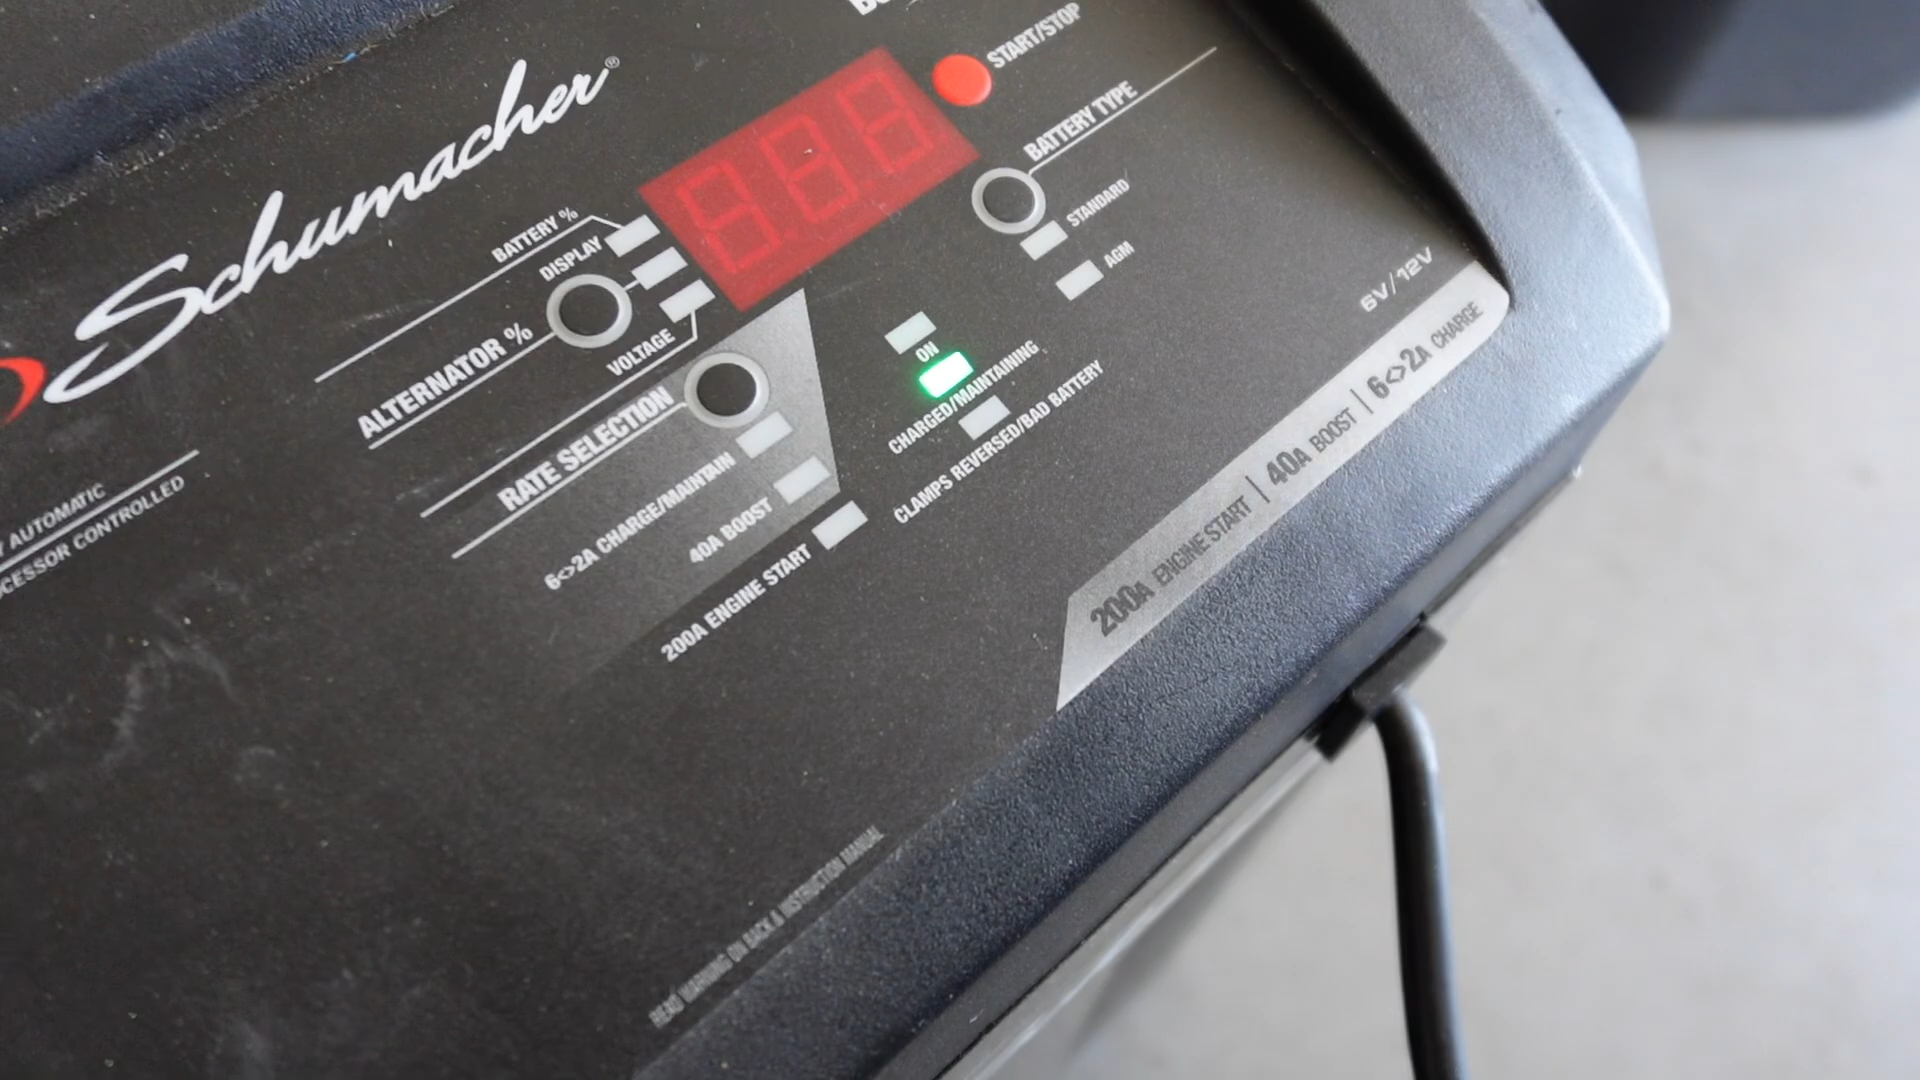 START/STOP
Schumacher®
BATTERY TYPE
STANDARD
AGM
BATTERY %
DISPLAY
ALTERNATOR %
VOLTAGE
ON
CHARGED/MAINTAINING
CLAMPS REVERSED/BAD BATTERY
RATE SELECTION
6<>2A CHARGE/MAINTAIN
40A BOOST
200A ENGINE START
6V/12V
200A ENGINE START | 40A BOOST | 6<>2A CHARGE
AUTOMATIC
CESSOR CONTROLLED
READ WARNING ON BACK & INSTRUCTION MANUAL